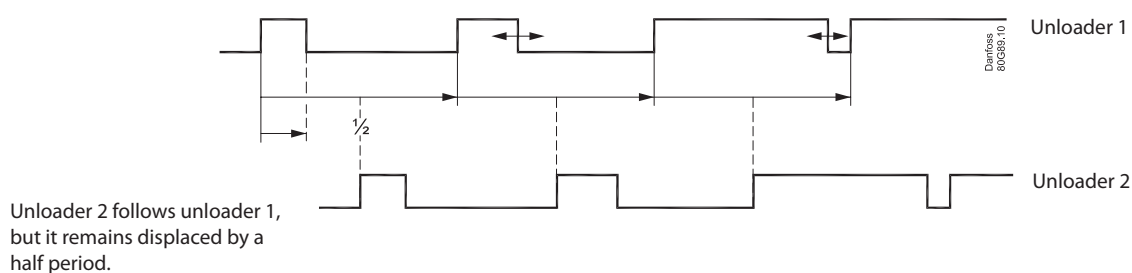 Unloader 1
Danfoss
80G89.10
½
Unloader 2
Unloader 2 follows unloader 1,
but it remains displaced by a
half period.